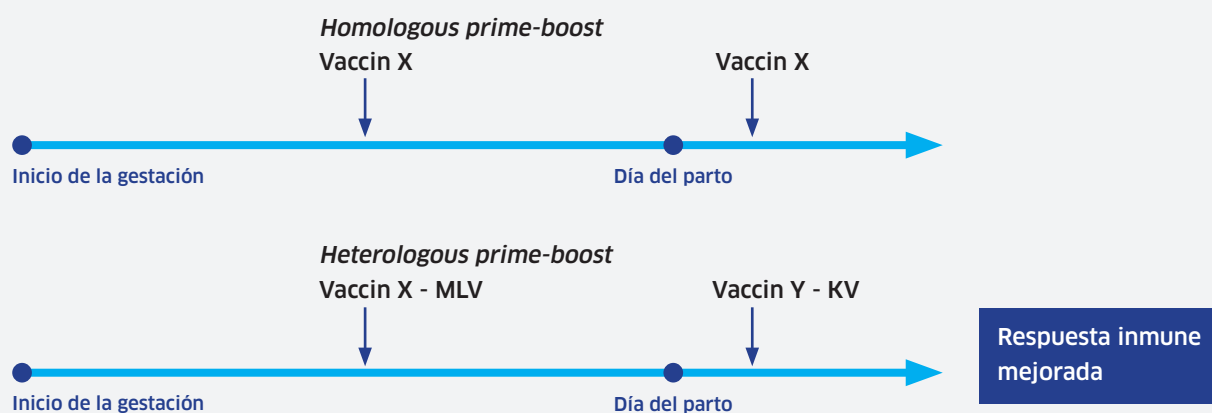 Homologous prime-boost
Vaccin X
Vaccin X
Inicio de la gestación
Día del parto
Heterologous prime-boost
Vaccin X - MLV
Vaccin Y - KV
Respuesta inmune
mejorada
Inicio de la gestación
Día del parto